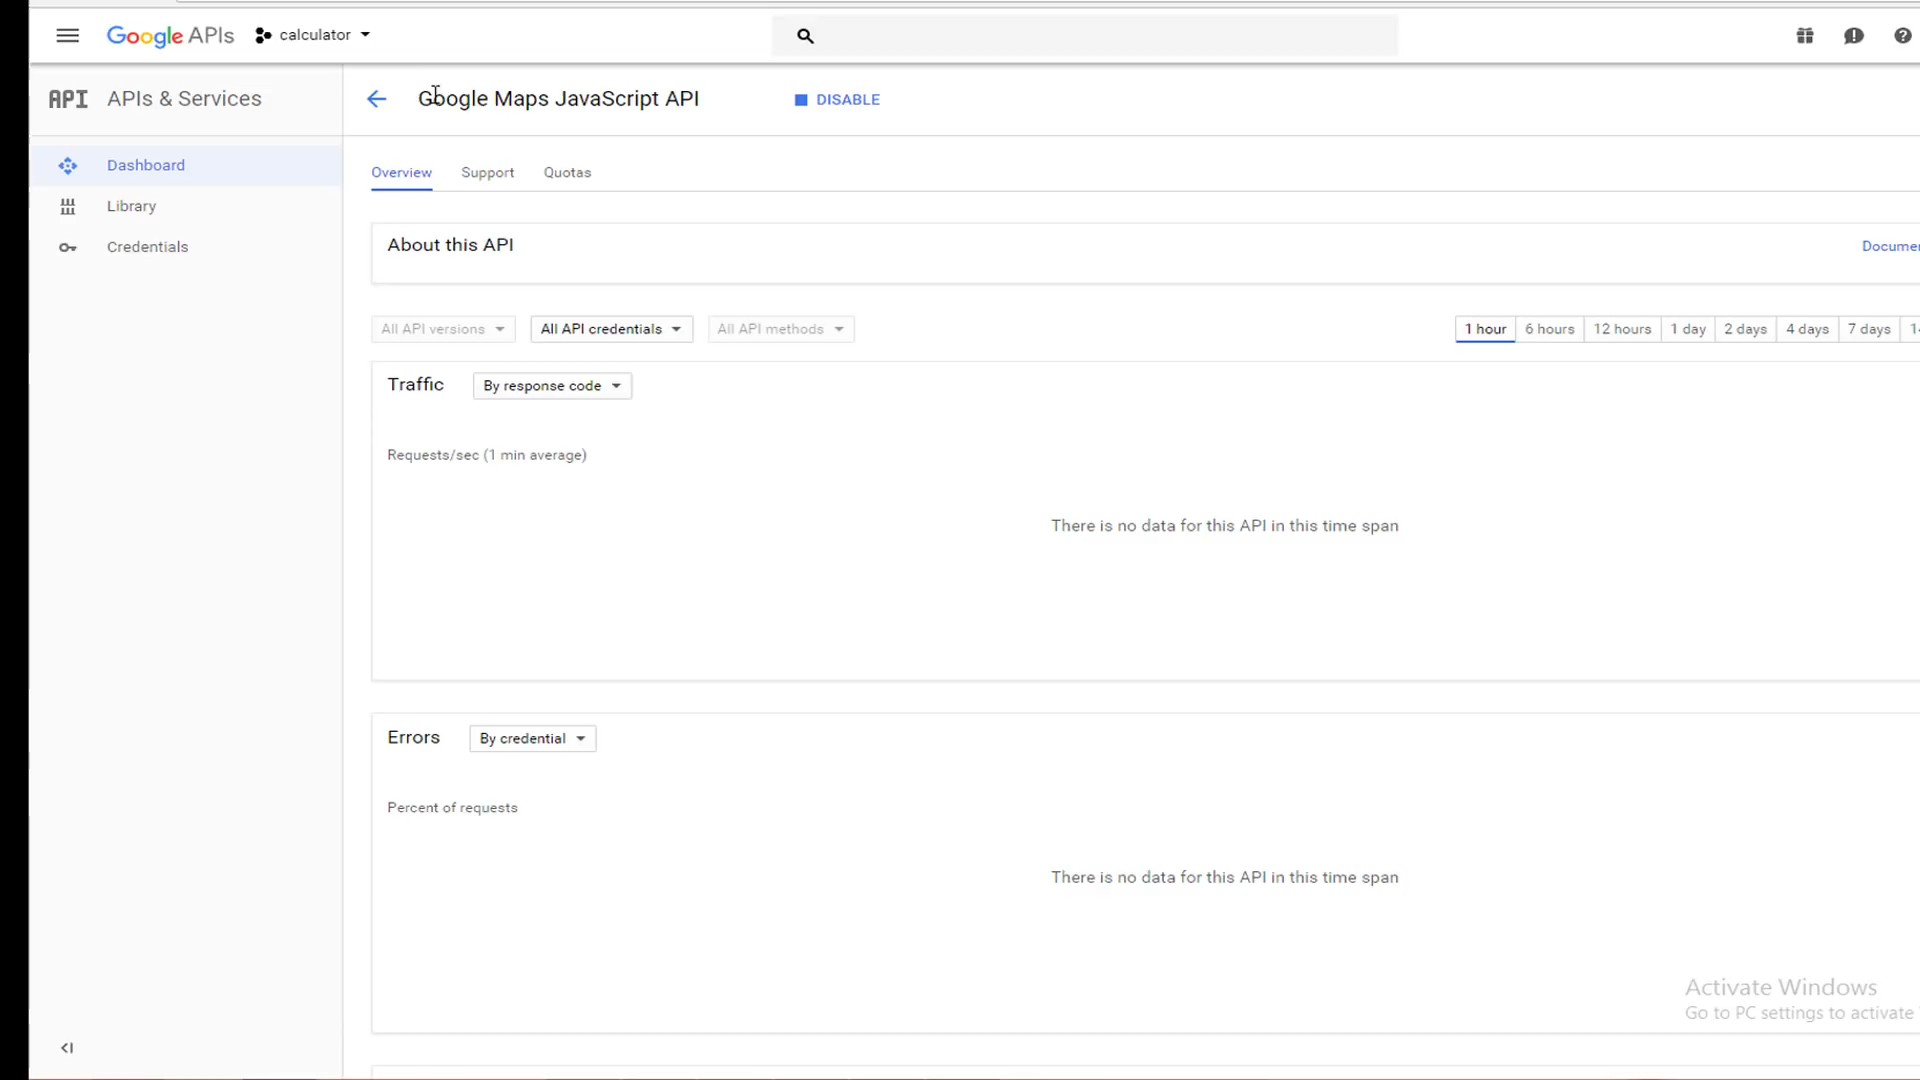 Google APIs calculator
API APIs & Services
Google Maps JavaScript API
DISABLE
Dashboard
Library
Credentials
Overview Support Quotas
About this API
All API versions All API credentials All API methods
1 hour 6 hours 12 hours 1 day 2 days 4 days 7 days
Traffic By response code
Requests/sec (1 min average)
There is no data for this API in this time span
Errors By credential
Percent of requests
There is no data for this API in this time span
Activate Windows
Go to PC settings to activate